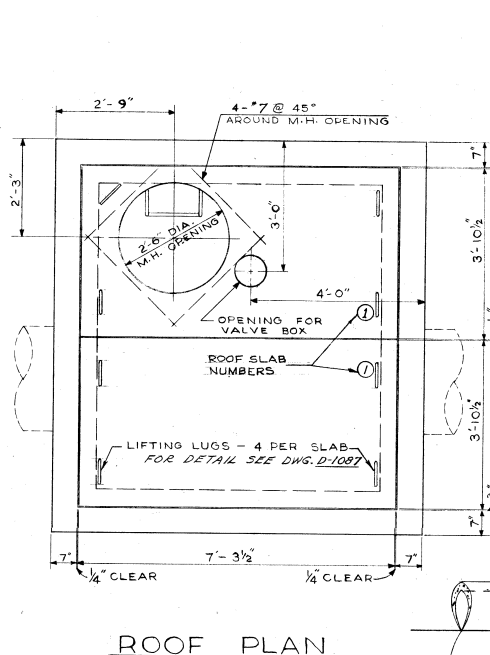 2'-9"
4-#7 @ 45°
AROUND M.H. OPENING
7"
2'-3"
3'-0"
2'-6" DIA.
M.H. OPENING
3'-10½"
4'-0"
OPENING FOR
VALVE BOX
1
ROOF SLAB
NUMBERS
1
3'-10½"
LIFTING LUGS - 4 PER SLAB
FOR DETAIL SEE DWG. D-1087
7"
7"
7'-3½"
7"
¼" CLEAR
¼" CLEAR
ROOF PLAN